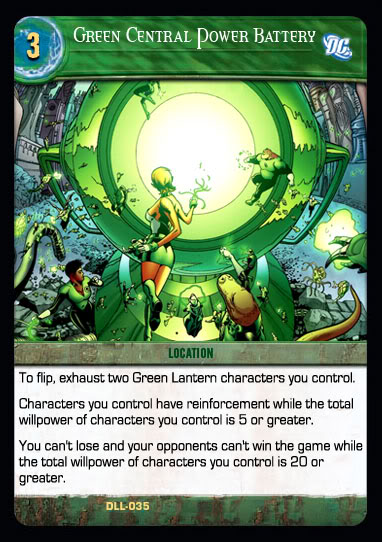 3
Green Central Power Battery
DC
LOCATION
To flip, exhaust two Green Lantern characters you control.
Characters you control have reinforcement while the total
willpower of characters you control is 5 or greater.
You can't lose and your opponents can't win the game while
the total willpower of characters you control is 20 or
greater.
DLL-035